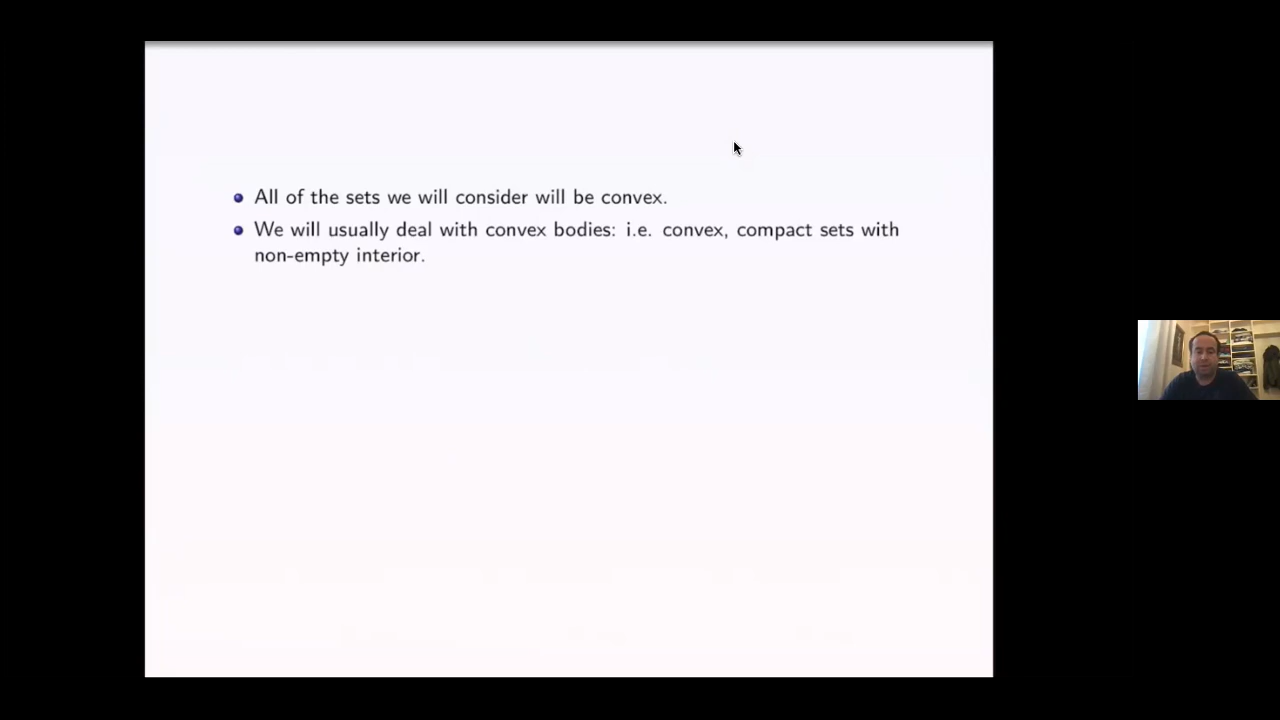 All of the sets we will consider will be convex.
We will usually deal with convex bodies: i.e. convex, compact sets with
non-empty interior.